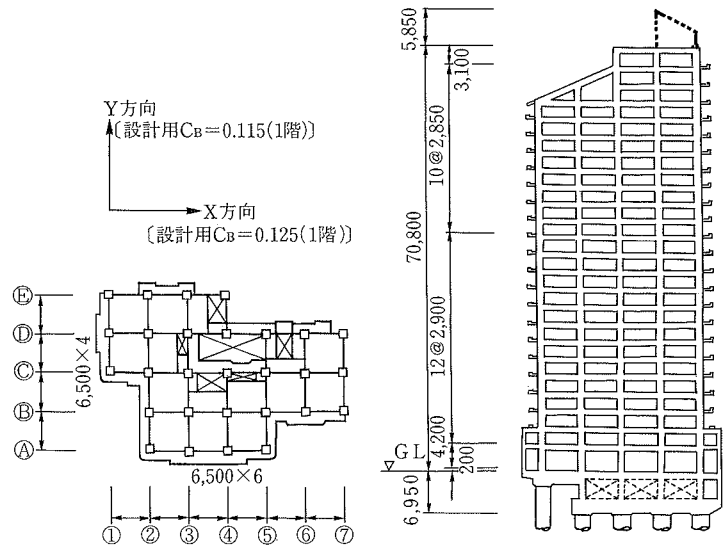 Y方向
〔設計用CB=0.115(1階)〕
X方向
〔設計用CB=0.125(1階)〕
Ⓔ
Ⓓ
Ⓒ
Ⓑ
Ⓐ
6,500×4
6,500×6
① ② ③ ④ ⑤ ⑥ ⑦
5,850
3,100
10@2,850
70,800
12@2,900
4,200
200
GL
6,950